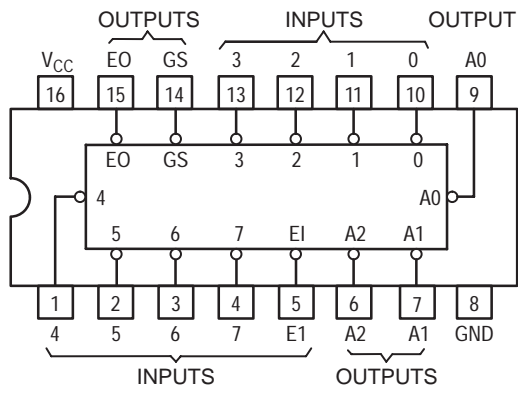 OUTPUTS INPUTS OUTPUT
VCC EO GS 3 2 1 0 A0
16 15 14 13 12 11 10 9
EO GS 3 2 1 0
4 A0
5 6 7 EI A2 A1
1 2 3 4 5 6 7 8
4 5 6 7 E1 A2 A1 GND
INPUTS OUTPUTS